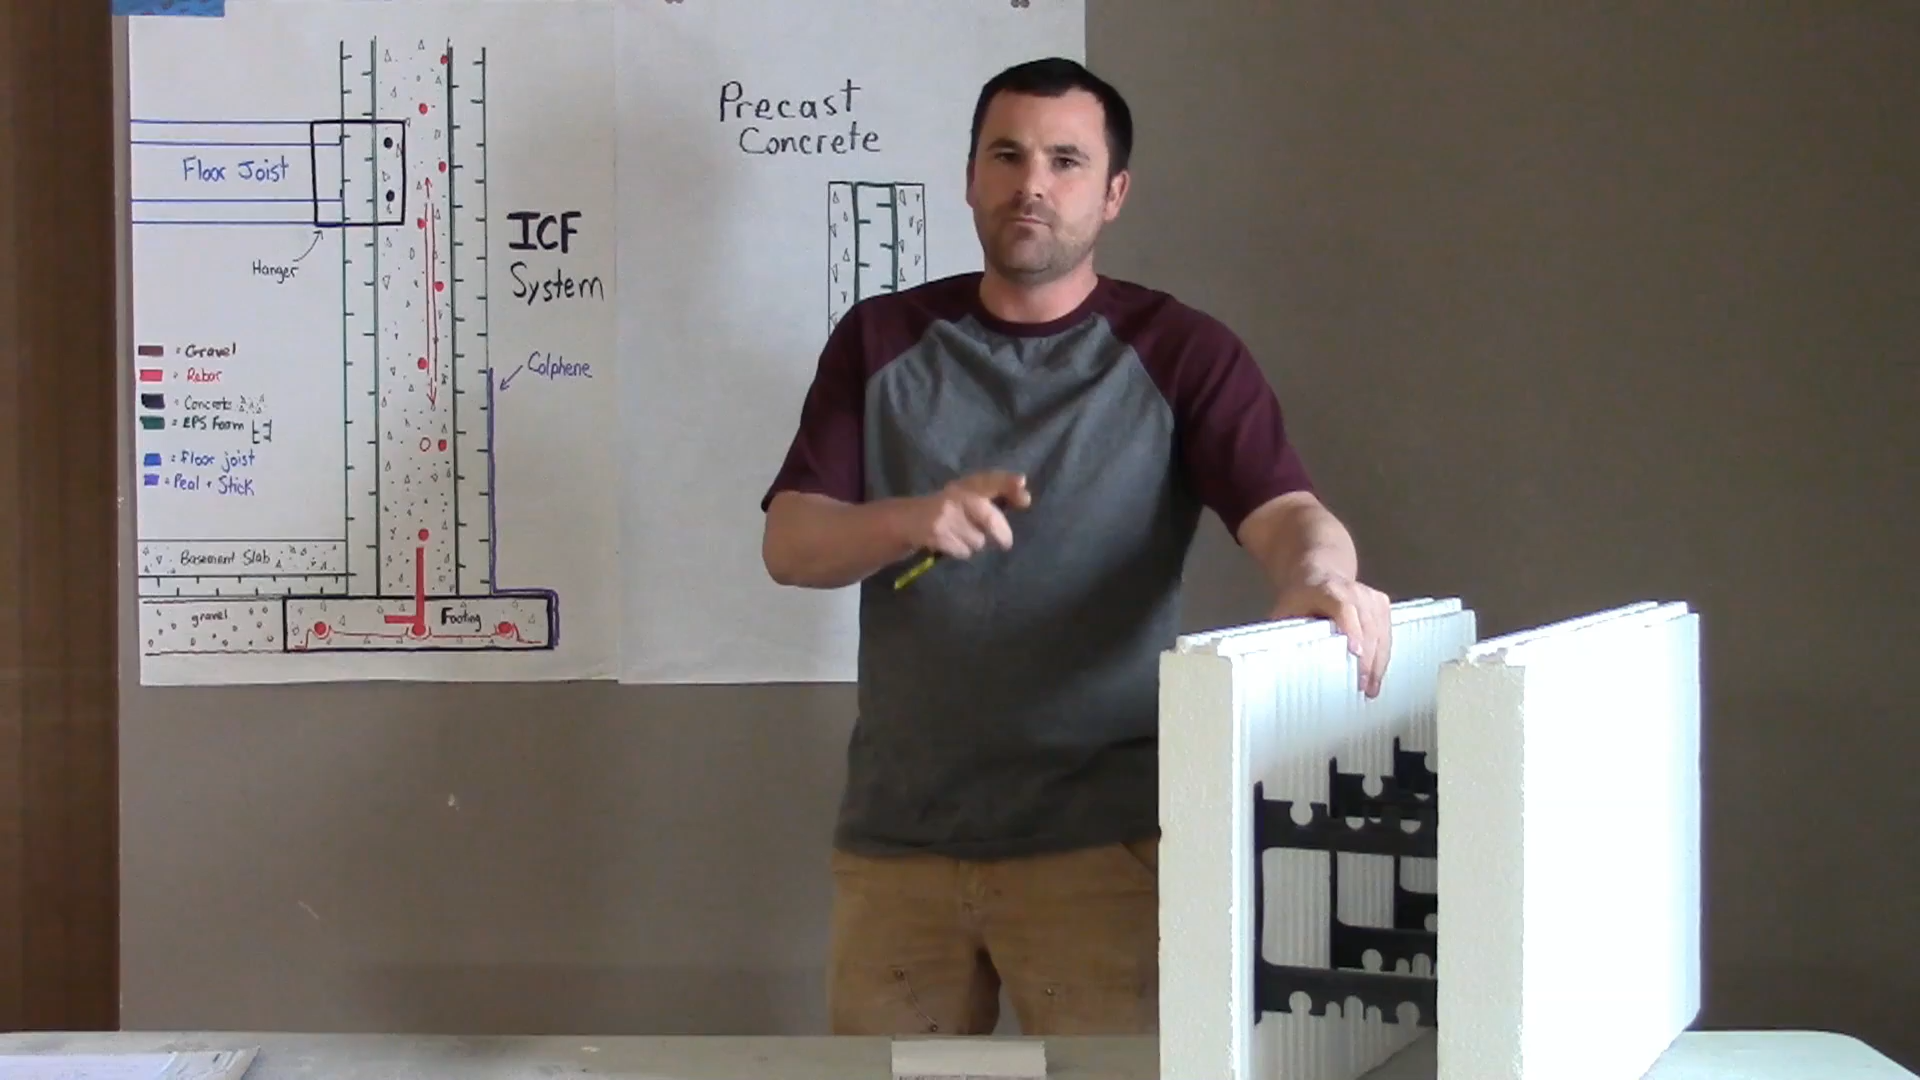 Floor Joist
Hanger
ICF
System
Colphene
= Gravel
= Rebar
= Concrete
= EPS Foam
= Floor joist
= Peal + Stick
Basement Slab
gravel
Footing
Precast
Concrete